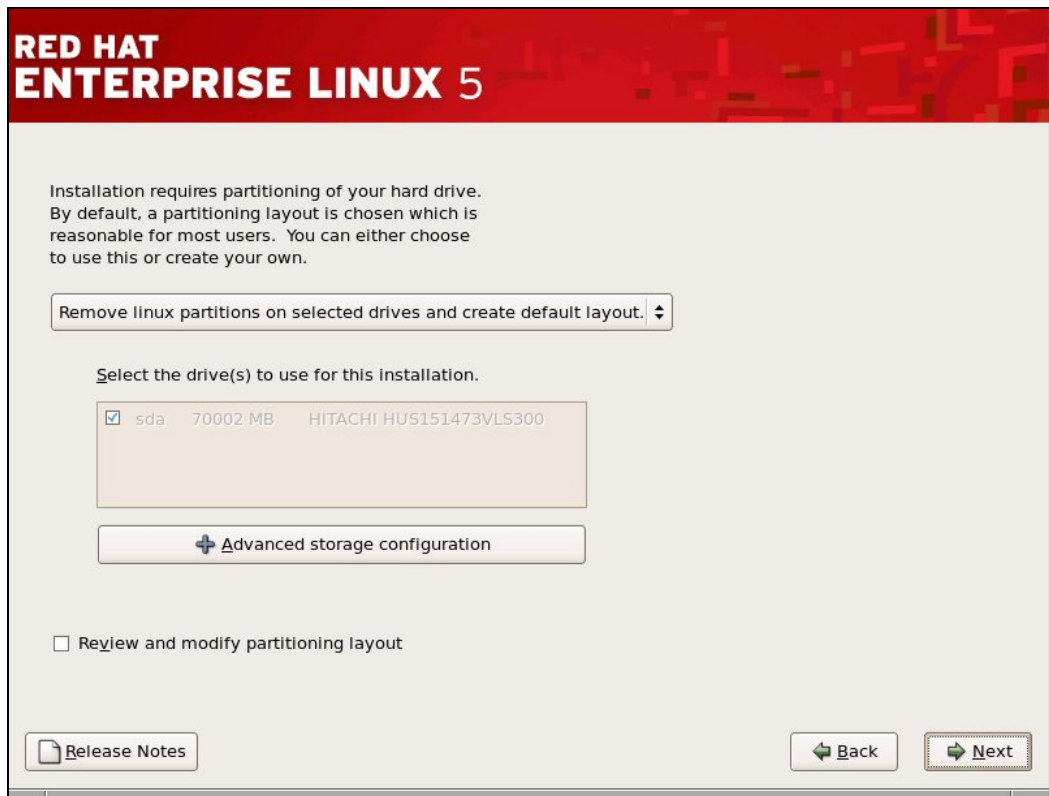 RED HAT
ENTERPRISE LINUX 5
Installation requires partitioning of your hard drive.
By default, a partitioning layout is chosen which is
reasonable for most users.  You can either choose
to use this or create your own.
Remove linux partitions on selected drives and create default layout.
Select the drive(s) to use for this installation.
sda 70002 MB HITACHI HUS151473VLS300
Advanced storage configuration
Review and modify partitioning layout
Release Notes
Back
Next